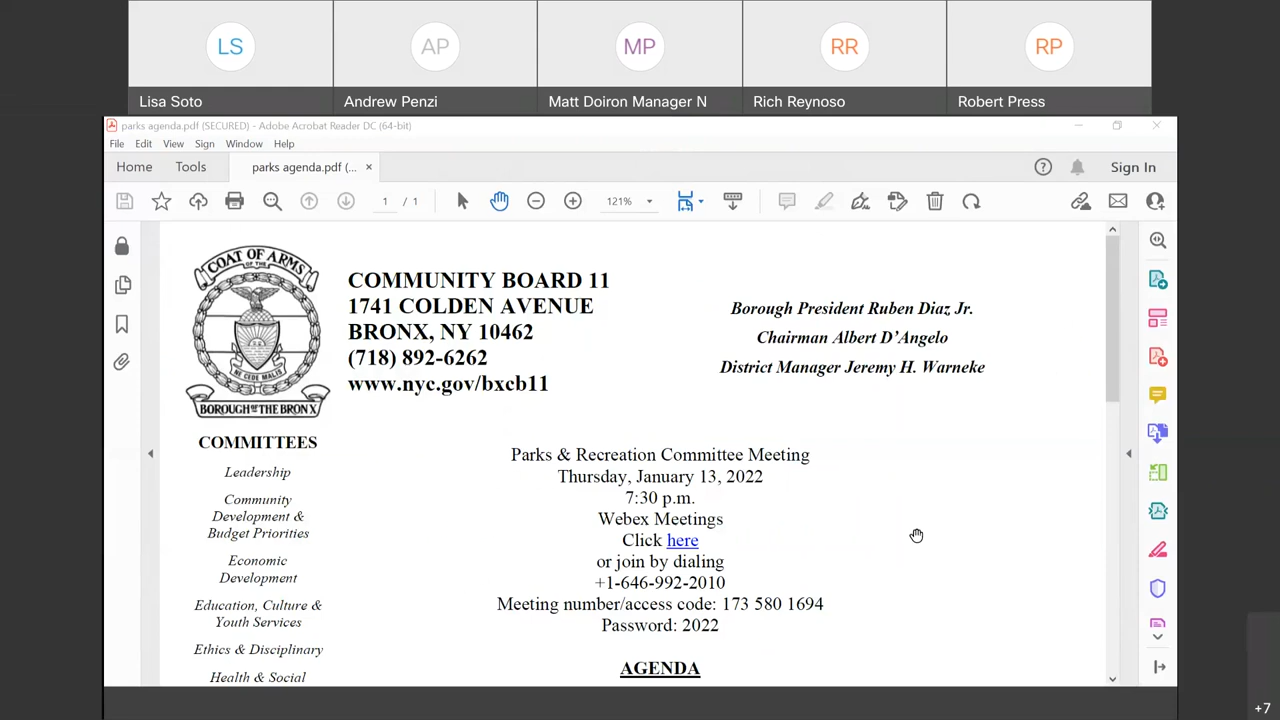 LS
AP
MP
RR
RP
Lisa Soto
Andrew Penzi
Matt Doiron Manager N
Rich Reynoso
Robert Press
parks agenda.pdf (SECURED) - Adobe Acrobat Reader DC (64-bit)
File Edit View Sign Window Help
Home Tools parks agenda.pdf (... × Sign In
1 / 1 121%
COAT OF ARMS
OF THE
NE CEDE MALIS
BOROUGH OF THE BRONX
COMMUNITY BOARD 11
1741 COLDEN AVENUE
BRONX, NY 10462
(718) 892-6262
www.nyc.gov/bxcb11
Borough President Ruben Diaz Jr.
Chairman Albert D’Angelo
District Manager Jeremy H. Warneke
COMMITTEES
Leadership
Community
Development &
Budget Priorities
Economic
Development
Education, Culture &
Youth Services
Ethics & Disciplinary
Health & Social
Parks & Recreation Committee Meeting
Thursday, January 13, 2022
7:30 p.m.
Webex Meetings
Click here
or join by dialing
+1-646-992-2010
Meeting number/access code: 173 580 1694
Password: 2022
AGENDA
+7